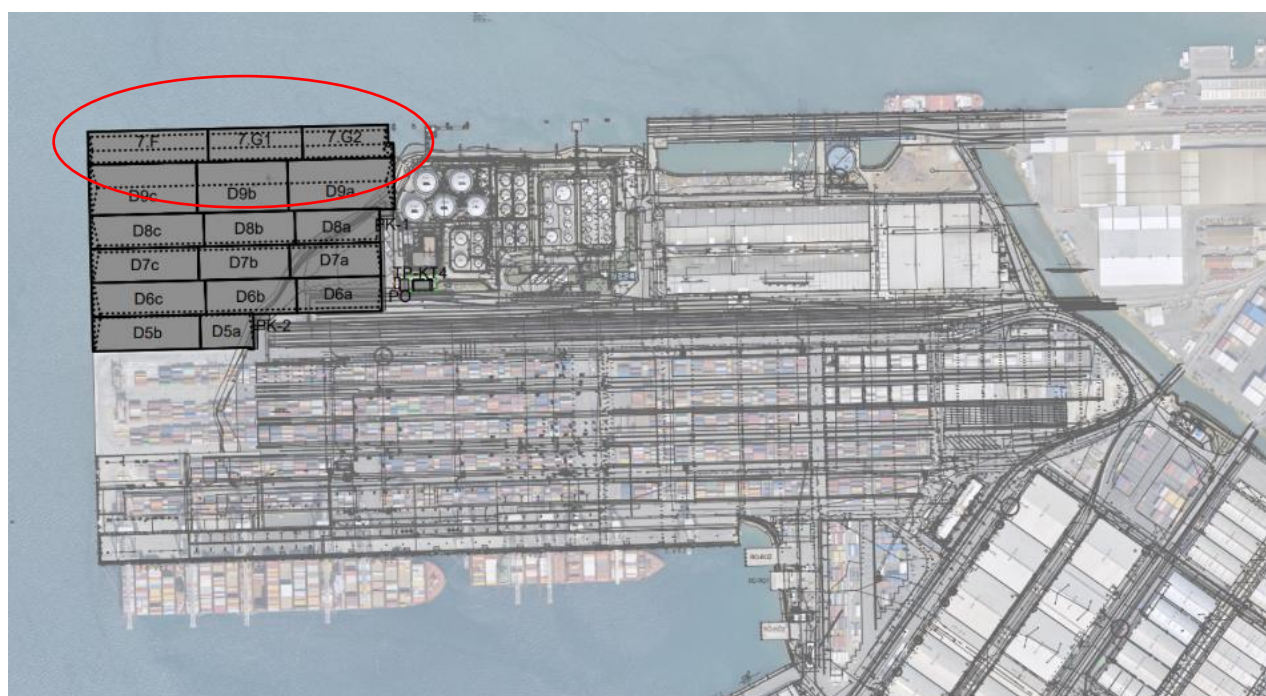 7.F 7.G1 7.G2
D9c D9b D9a
D8c D8b D8a PK-1
D7c D7b D7a
TP-KT4
D6c D6b D6a PO
D5b D5a PK-2